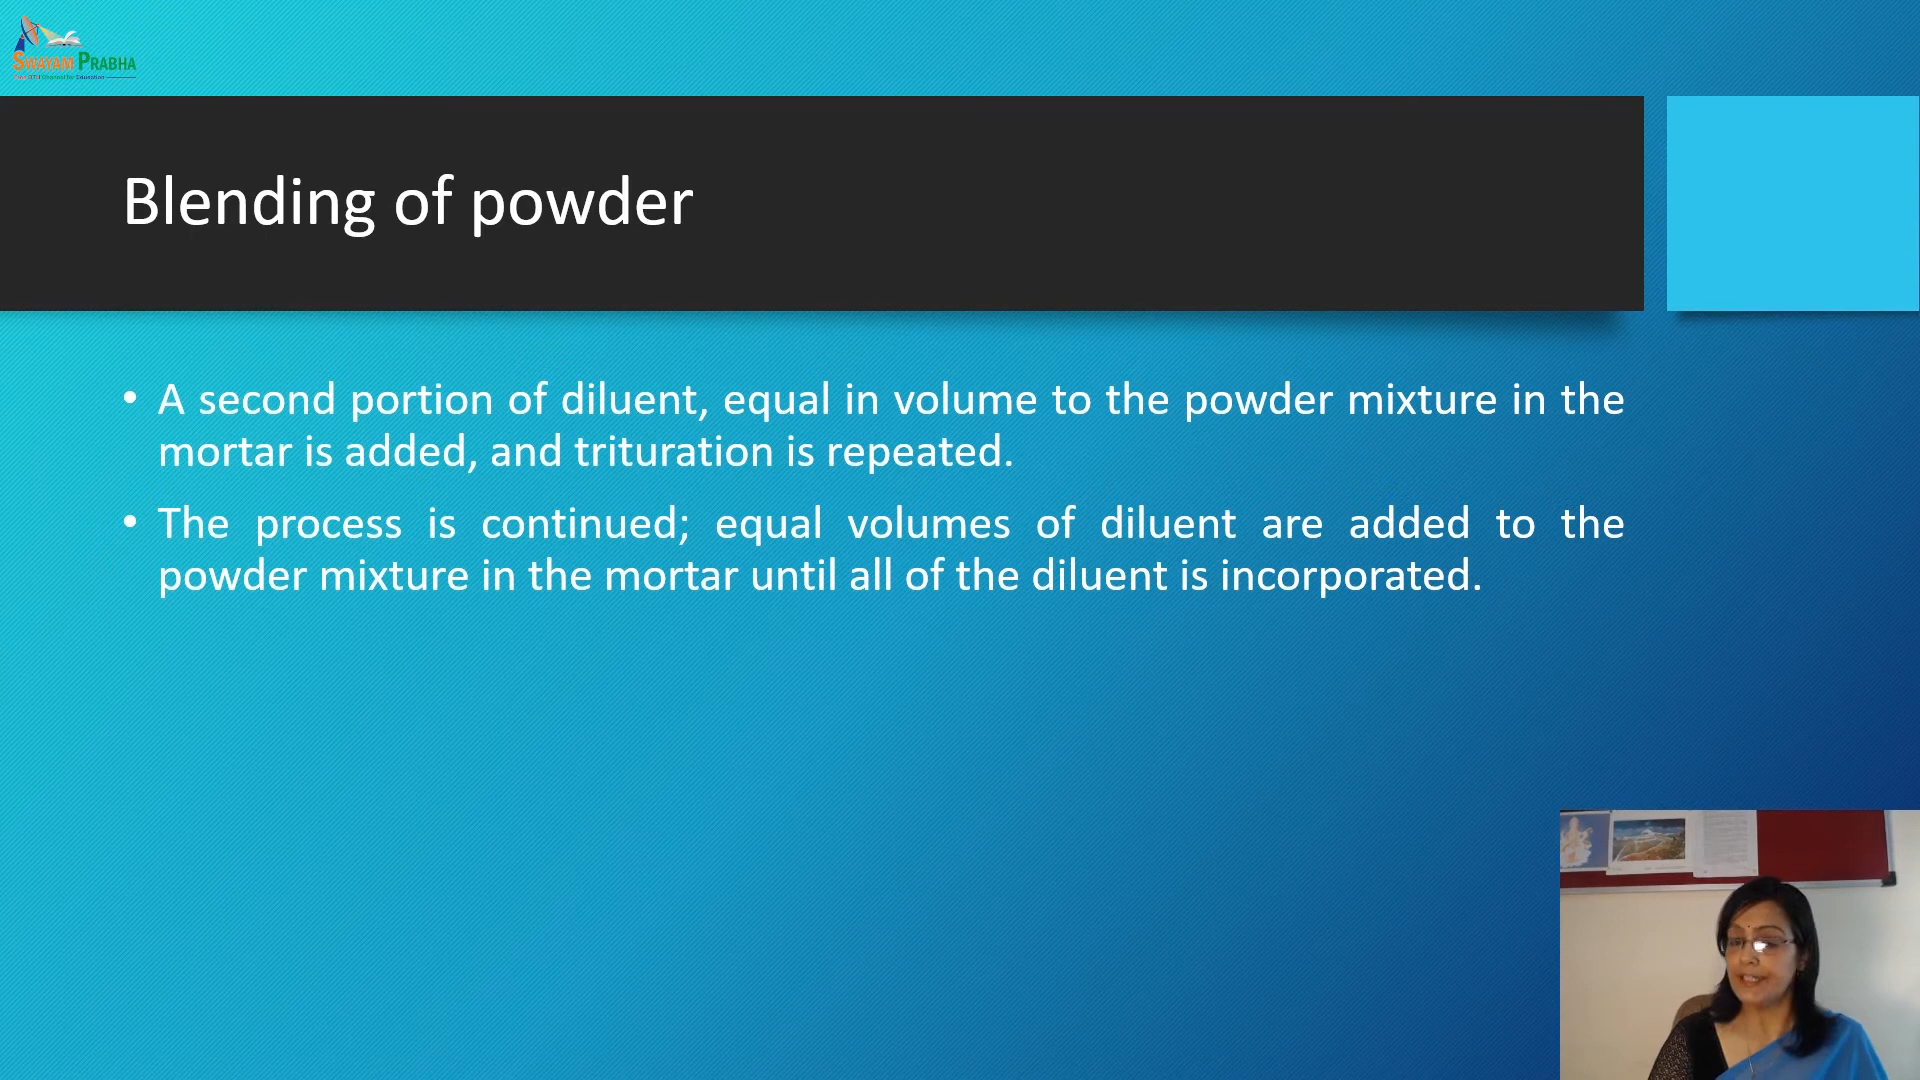 SWAYAM PRABHA
Blending of powder
• A second portion of diluent, equal in volume to the powder mixture in the
mortar is added, and trituration is repeated.
• The process is continued; equal volumes of diluent are added to the
powder mixture in the mortar until all of the diluent is incorporated.